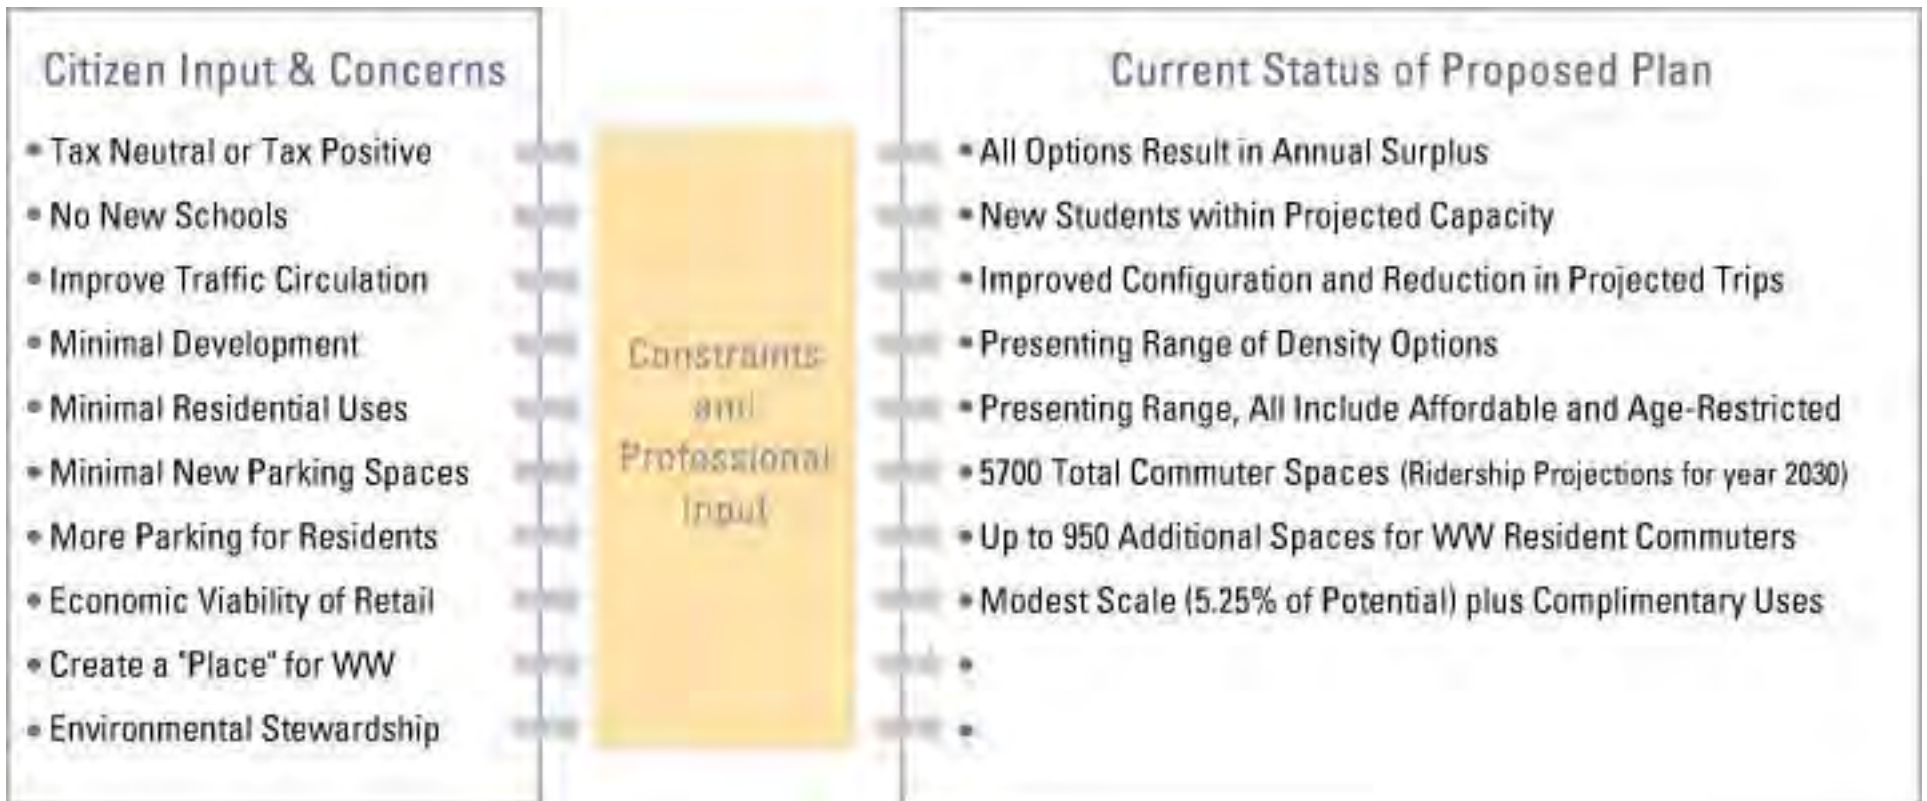 Citizen Input & Concerns
• Tax Neutral or Tax Positive
• No New Schools
• Improve Traffic Circulation
• Minimal Development
• Minimal Residential Uses
• Minimal New Parking Spaces
• More Parking for Residents
• Economic Viability of Retail
• Create a "Place" for WW
• Environmental Stewardship
Constraints
and
Professional
Input
Current Status of Proposed Plan
• All Options Result in Annual Surplus
• New Students within Projected Capacity
• Improved Configuration and Reduction in Projected Trips
• Presenting Range of Density Options
• Presenting Range, All Include Affordable and Age-Restricted
• 5700 Total Commuter Spaces (Ridership Projections for year 2030)
• Up to 950 Additional Spaces for WW Resident Commuters
• Modest Scale (5.25% of Potential) plus Complimentary Uses
•
•